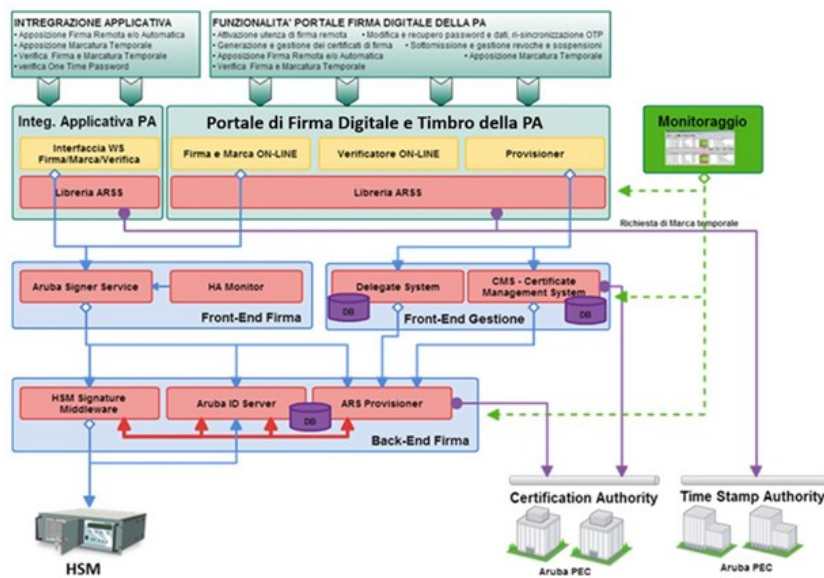 INTREGRAZIONE APPLICATIVA
• Apposizione Firma Remota e/o Automatica
• Apposizione Marcatura Temporale
• Verifica Firma e Marcatura Temporale
• verifica One Time Password
FUNZIONALITA' PORTALE FIRMA DIGITALE DELLA PA
• Attivazione utenza di firma remota • Modifica e recupero password e dati, ri-sincronizzazione OTP
• Generazione e gestione dei certificati di firma • Sottomissione e gestione revoche e sospensioni
• Apposizione Firma Remota e/o Automatica • Apposizione Marcatura Temporale
• Verifica Firma e Marcatura Temporale
Integ. Applicativa PA
Interfaccia WS
Firma/Marca/Verifica
Libreria ARSS
Portale di Firma Digitale e Timbro della PA
Firma e Marca ON-LINE
Verificatore ON-LINE
Provisioner
Libreria ARSS
Monitoraggio
Richiesta di Marca temporale
Aruba Signer Service
HA Monitor
Front-End Firma
Delegate System
DB
CMS - Certificate
Management System
DB
Front-End Gestione
HSM Signature
Middleware
Aruba ID Server
DB
ARS Provisioner
Back-End Firma
HSM
Certification Authority
Aruba PEC
Time Stamp Authority
Aruba PEC